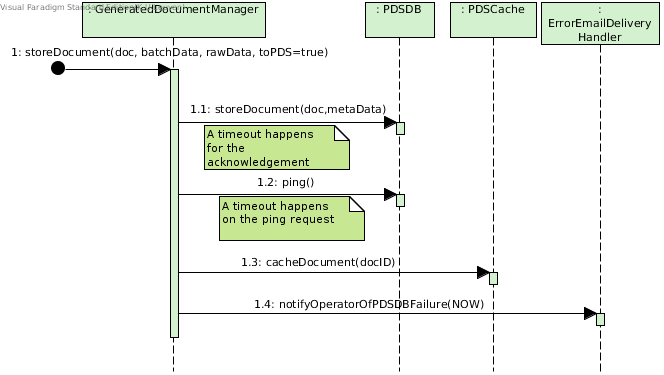 Visual Paradigm Standard
: GeneratedDocumentManager
: PDSDB
: PDSCache
:
ErrorEmailDelivery
Handler
1: storeDocument(doc, batchData, rawData, toPDS=true)
1.1: storeDocument(doc,metaData)
A timeout happens
for the
acknowledgement
1.2: ping()
A timeout happens
on the ping request
1.3: cacheDocument(docID)
1.4: notifyOperatorOfPDSDBFailure(NOW)